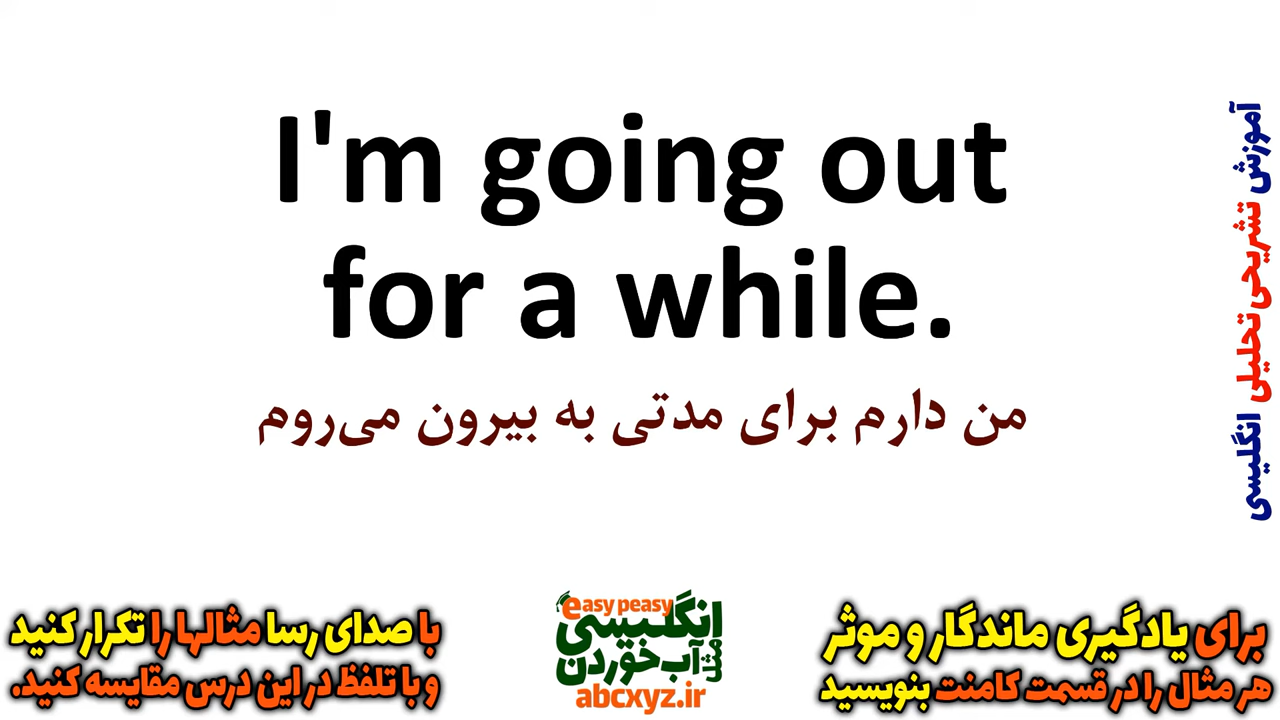 I'm going out
for a while.
من دارم برای مدتی به بیرون می‌روم
آموزش تشریحی تحلیلی انگلیسی
برای یادگیری ماندگار و موثر
هر مثال را در قسمت کامنت بنویسید
easy peasy
انگلیسی
مثل آب خوردن
abcxyz.ir
با صدای رسا مثالها را تکرار کنید
و با تلفظ در این درس مقایسه کنید.